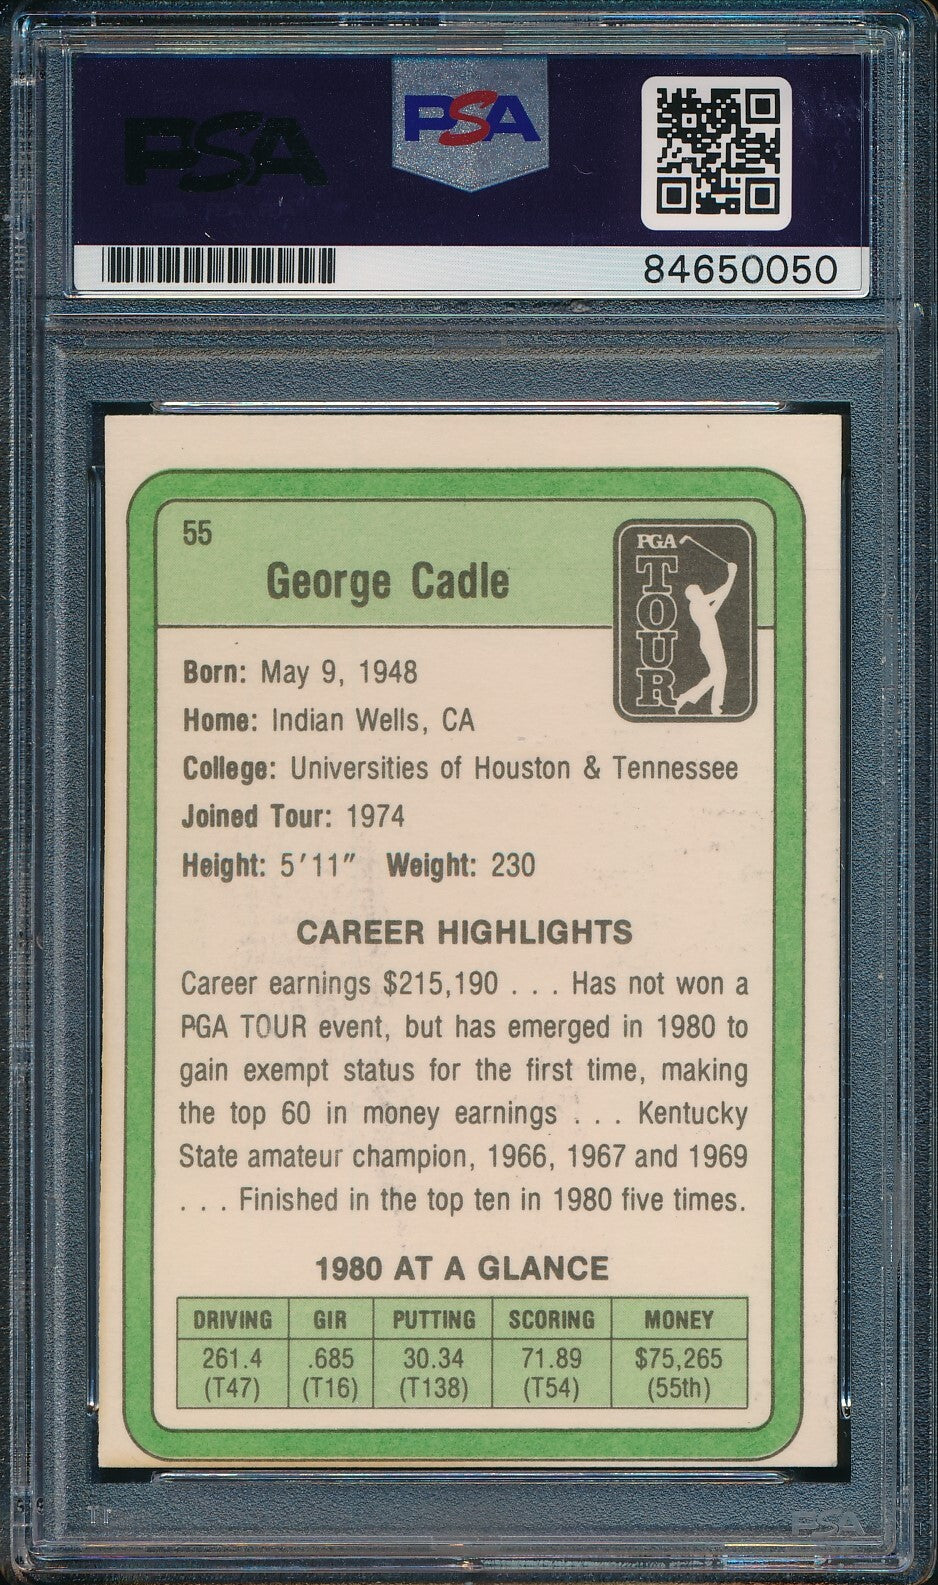 PSA
PSA
84650050
55
George Cadle
PGA
TOUR
Born: May 9, 1948
Home: Indian Wells, CA
College: Universities of Houston & Tennessee
Joined Tour: 1974
Height: 5'11" Weight: 230
CAREER HIGHLIGHTS
Career earnings $215,190 . . . Has not won a
PGA TOUR event, but has emerged in 1980 to
gain exempt status for the first time, making
the top 60 in money earnings . . . Kentucky
State amateur champion, 1966, 1967 and 1969
. . . Finished in the top ten in 1980 five times.
1980 AT A GLANCE
DRIVING GIR PUTTING SCORING MONEY
261.4 .685 30.34 71.89 $75,265
(T47) (T16) (T138) (T54) (55th)
PSA